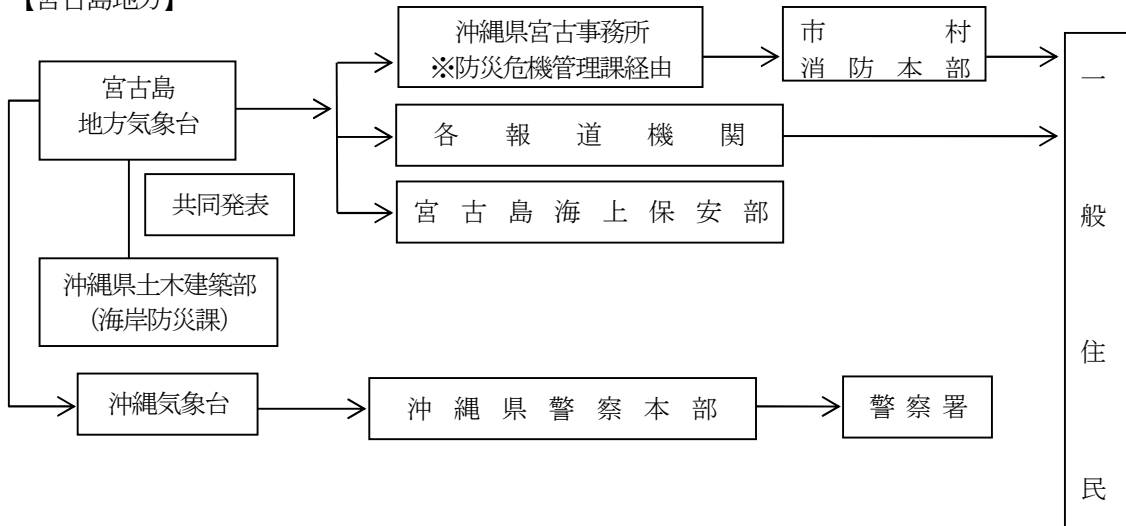 【宮古島地方】
宮古島
地方気象台
共同発表
沖縄県土木建築部
(海岸防災課)
沖縄気象台
沖縄県宮古事務所
※防災危機管理課経由
市村
消防本部
各報道機関
宮古島海上保安部
沖縄県警察本部
警察署
一般住民